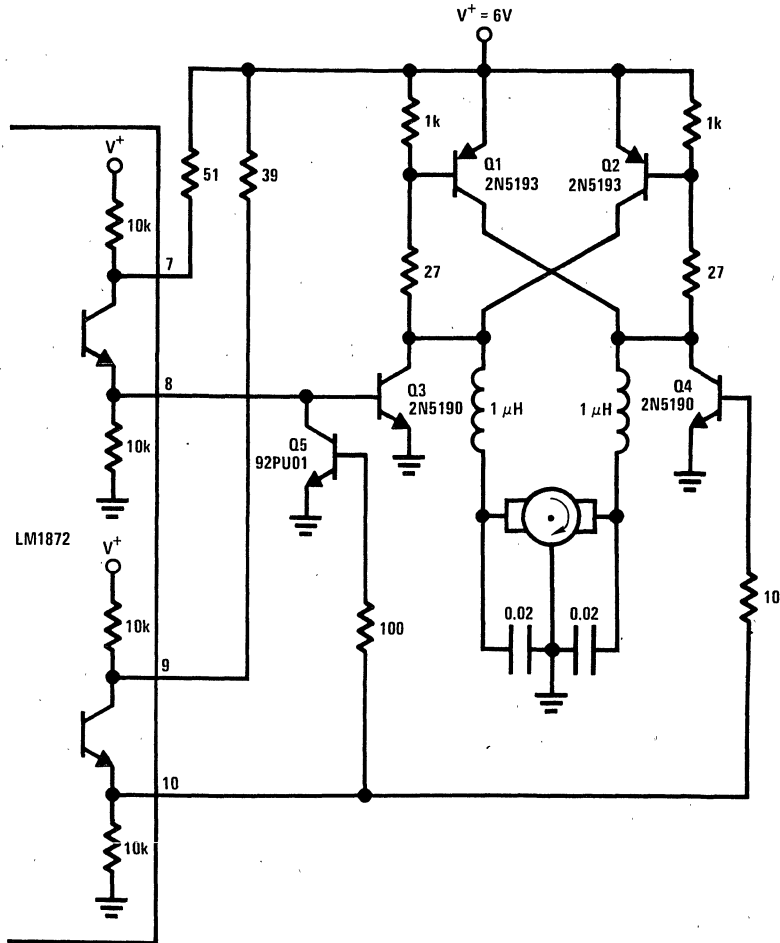 V+ = 6V
1k
1k
Q1
2N5193
Q2
2N5193
V+
51
39
10k
7
27
27
8
Q3
2N5190
1 µH
1 µH
Q4
2N5190
10k
Q5
92PU01
LM1872
V+
10k
0.02
0.02
10
100
9
10
10k